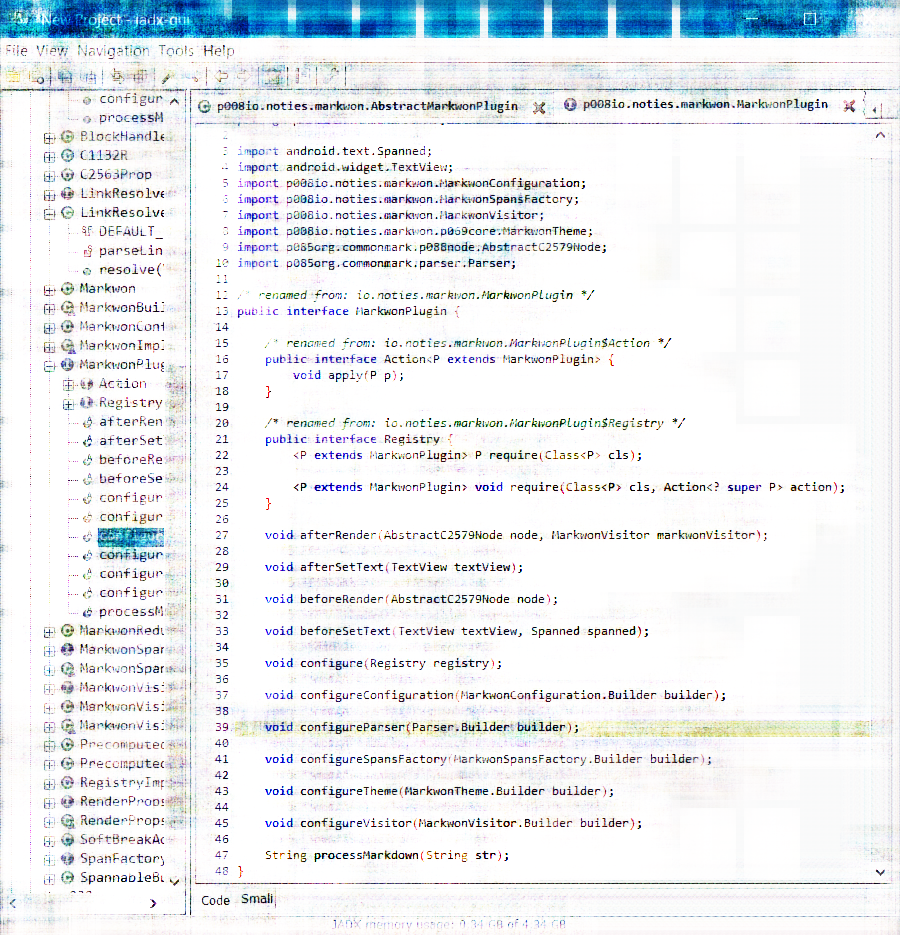 New Project - jadx-gui
File View Navigation Tools Help
p008io.noties.markwon.AbstractMarkwonPlugin
p008io.noties.markwon.MarkwonPlugin
configur
processM
BlockHandle
C1132R
C2563Prop
LinkResolve
LinkResolve
DEFAULT_
parseLin
resolve(
Markwon
MarkwonBui
MarkwonConf
MarkwonImpl
MarkwonPlug
Action
Registry
afterRen
afterSet
beforeRe
beforeSe
configur
configur
configur
configur
configur
configur
processM
MarkwonRedu
MarkwonSpan
MarkwonSpan
MarkwonVisi
MarkwonVisi
MarkwonVisi
Precomputed
Precomputed
RegistryImp
RenderProps
RenderProps
SoftBreakAd
SpanFactory
SpannableBu
3 import android.text.Spanned;
4 import android.widget.TextView;
5 import p008io.noties.markwon.MarkwonConfiguration;
6 import p008io.noties.markwon.MarkwonSpansFactory;
7 import p008io.noties.markwon.MarkwonVisitor;
8 import p008io.noties.markwon.p069core.MarkwonTheme;
9 import p085org.commonmark.p088node.AbstractC2579Node;
10 import p085org.commonmark.parser.Parser;
11
12 /* renamed from: io.noties.markwon.MarkwonPlugin */
13 public interface MarkwonPlugin {
14
15 /* renamed from: io.noties.markwon.MarkwonPlugin$Action */
16 public interface Action<P extends MarkwonPlugin> {
17 void apply(P p);
18 }
19
20 /* renamed from: io.noties.markwon.MarkwonPlugin$Registry */
21 public interface Registry {
22 <P extends MarkwonPlugin> P require(Class<P> cls);
23
24 <P extends MarkwonPlugin> void require(Class<P> cls, Action<? super P> action);
25 }
26
27 void afterRender(AbstractC2579Node node, MarkwonVisitor markwonVisitor);
28
29 void afterSetText(TextView textView);
30
31 void beforeRender(AbstractC2579Node node);
32
33 void beforeSetText(TextView textView, Spanned spanned);
34
35 void configure(Registry registry);
36
37 void configureConfiguration(MarkwonConfiguration.Builder builder);
38
39 void configureParser(Parser.Builder builder);
40
41 void configureSpansFactory(MarkwonSpansFactory.Builder builder);
42
43 void configureTheme(MarkwonTheme.Builder builder);
44
45 void configureVisitor(MarkwonVisitor.Builder builder);
46
47 String processMarkdown(String str);
48 }
Code Smali
JADX memory usage: 0.34 GB of 4.34 GB